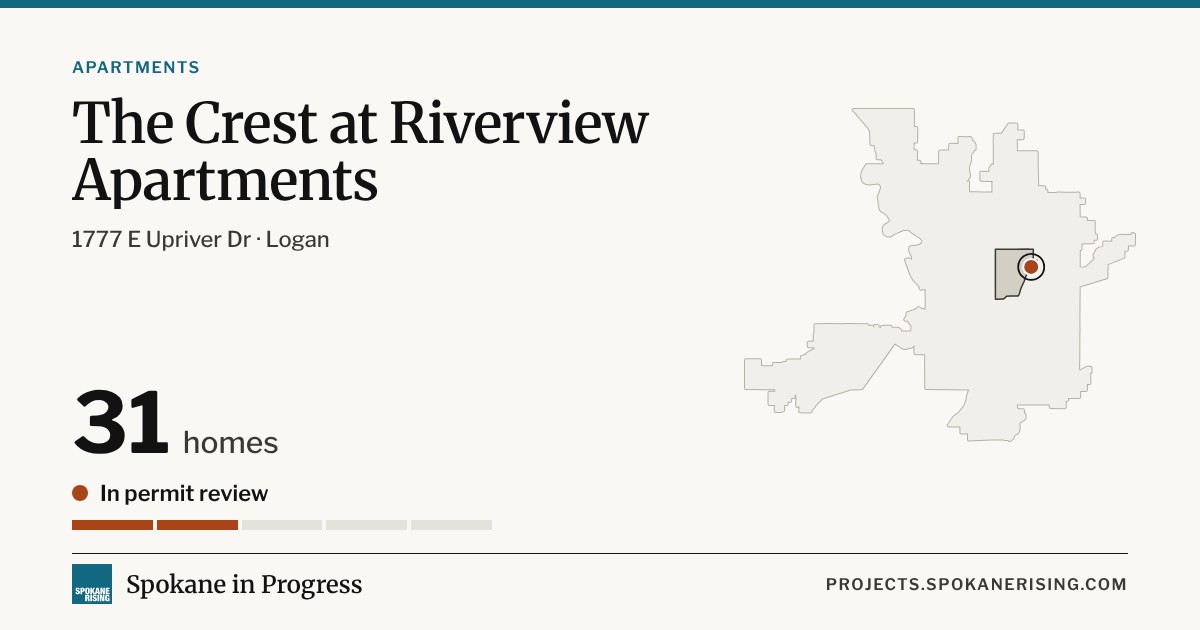 APARTMENTS
The Crest at Riverview
Apartments
1777 E Upriver Dr · Logan
31 homes
In permit review
SPOKANE
RISING
Spokane in Progress
PROJECTS.SPOKANERISING.COM